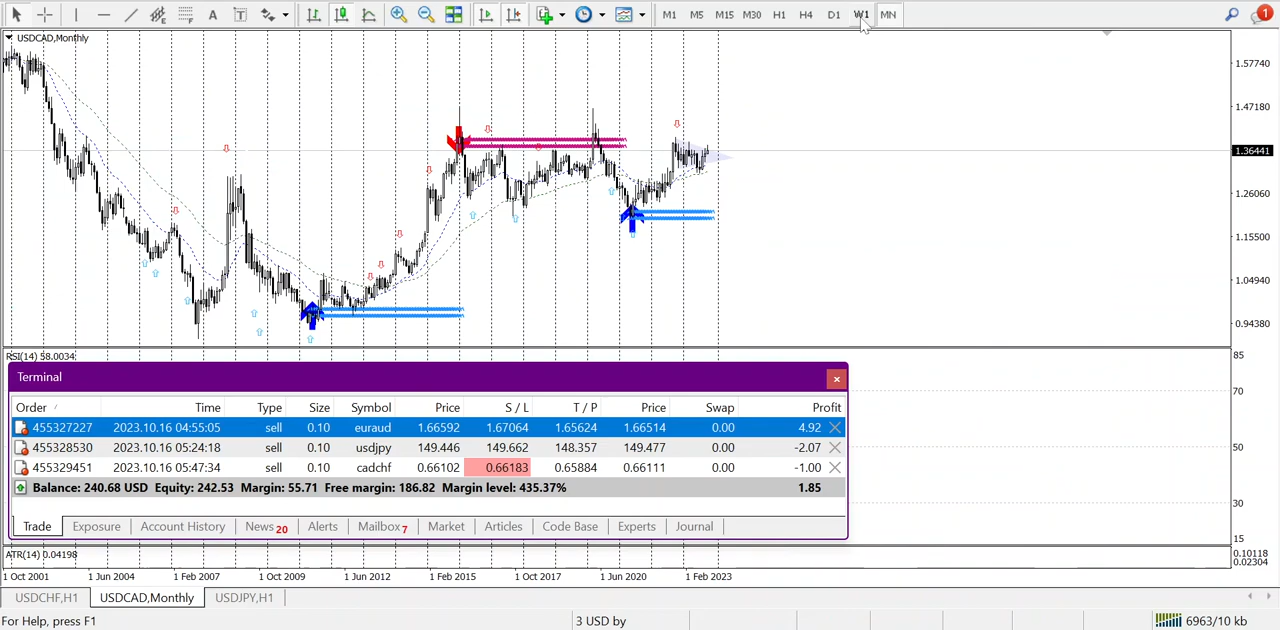 A T M1 M5 M15 M30 H1 H4 D1 W1 MN 1
USDCAD,Monthly
1.57740
1.47180
1.36441
1.26060
1.15500
1.04940
0.94380
RSI(14) 58.0034
85
70
50
30
15
Terminal
Order Time Type Size Symbol Price S / L T / P Price Swap Profit
455327227 2023.10.16 04:55:05 sell 0.10 euraud 1.66592 1.67064 1.65624 1.66514 0.00 4.92
455328530 2023.10.16 05:24:18 sell 0.10 usdjpy 149.446 149.662 148.357 149.477 0.00 -2.07
455329451 2023.10.16 05:47:34 sell 0.10 cadchf 0.66102 0.66183 0.65884 0.66111 0.00 -1.00
Balance: 240.68 USD Equity: 242.53 Margin: 55.71 Free margin: 186.82 Margin level: 435.37% 1.85
Trade Exposure Account History News 20 Alerts Mailbox 7 Market Articles Code Base Experts Journal
ATR(14) 0.04198
0.10118
0.02304
1 Oct 2001 1 Jun 2004 1 Feb 2007 1 Oct 2009 1 Jun 2012 1 Feb 2015 1 Oct 2017 1 Jun 2020 1 Feb 2023
USDCHF,H1 USDCAD,Monthly USDJPY,H1
For Help, press F1 3 USD by 6963/10 kb